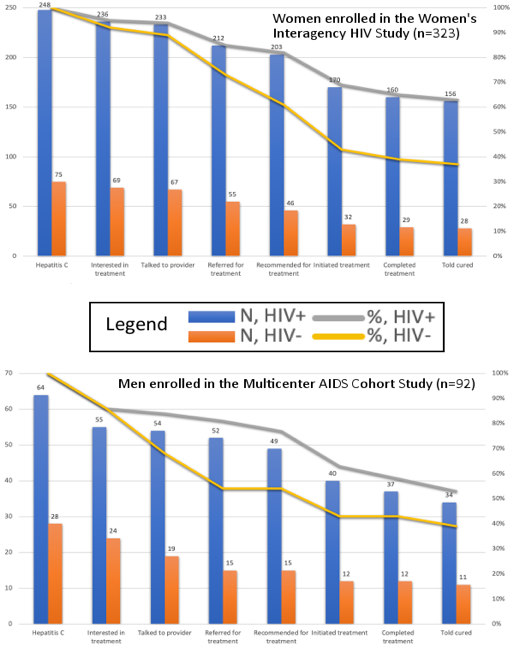 Women enrolled in the Women's
Interagency HIV Study (n=323)
250
200
150
100
50
0
100%
90%
80%
70%
60%
50%
40%
30%
20%
10%
0%
248
236
233
212
203
170
160
156
75
69
67
55
46
32
29
28
Hepatitis C
Interested in
treatment
Talked to provider
Referred for
treatment
Recommended for
treatment
Initiated treatment
Completed
treatment
Told cured
Legend
N, HIV+
%, HIV+
N, HIV-
%, HIV-
Men enrolled in the Multicenter AIDS Cohort Study (n=92)
70
60
50
40
30
20
10
0
100%
90%
80%
70%
60%
50%
40%
30%
20%
10%
0%
64
55
54
52
49
40
37
34
28
24
19
15
15
12
12
11
Hepatitis C
Interested in
treatment
Talked to provider
Referred for
treatment
Recommended for
treatment
Initiated treatment
Completed
treatment
Told cured